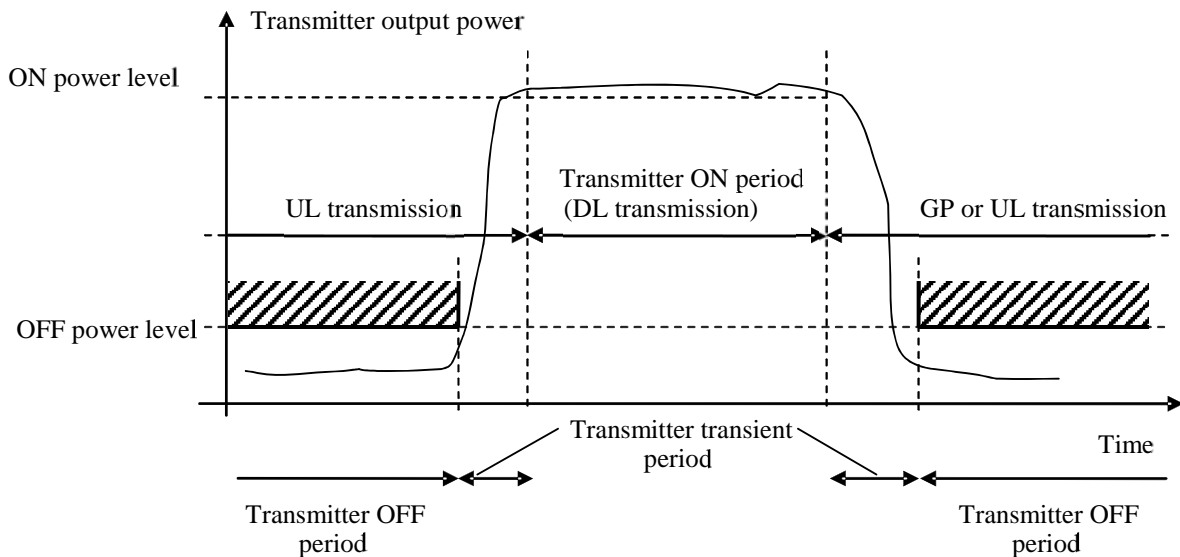 Transmitter output power
ON power level
Transmitter ON period
(DL transmission)
UL transmission
GP or UL transmission
OFF power level
Transmitter transient
period
Time
Transmitter OFF
period
Transmitter OFF
period